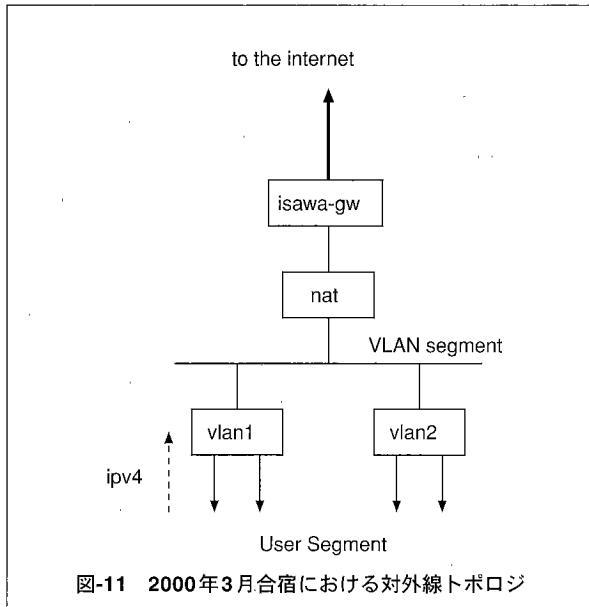 to the internet
isawa-gw
nat
VLAN segment
vlan1
vlan2
ipv4
User Segment
図-11 2000年3月合宿における対外線トポロジ